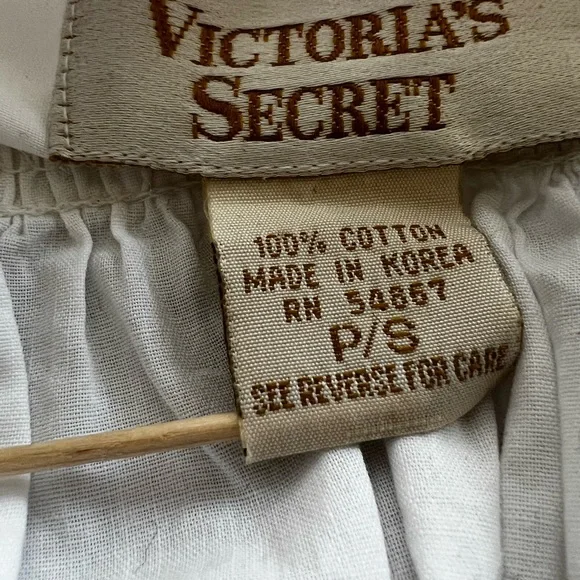 VICTORIA'S
SECRET
100% COTTON
MADE IN KOREA
RN 54867
P/S
SEE REVERSE FOR CARE